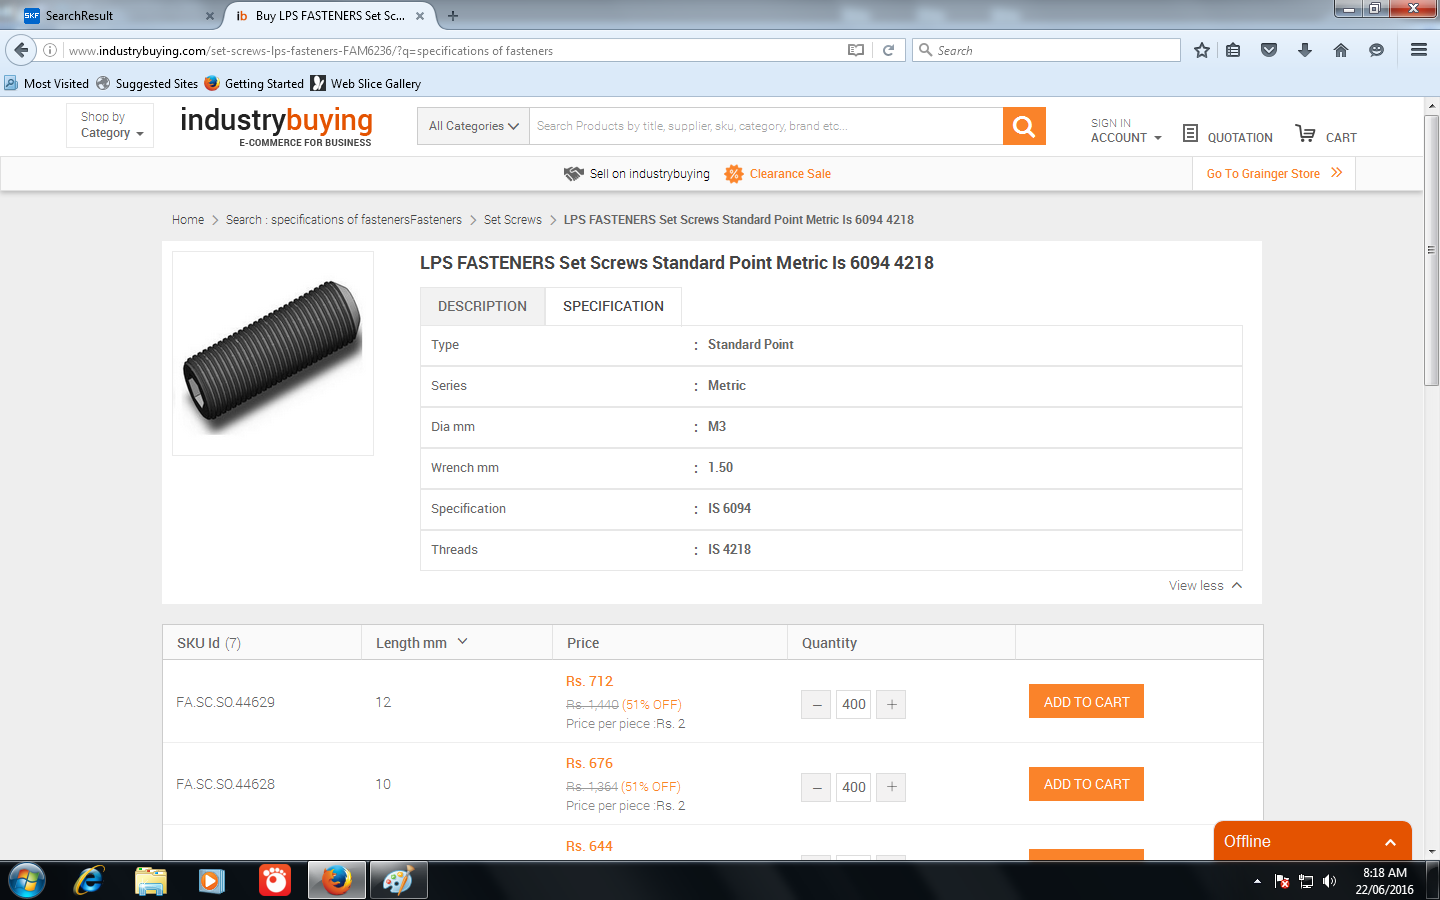 SKF SearchResult
ib Buy LPS FASTENERS Set Sc...
www.industrybuying.com/set-screws-lps-fasteners-FAM6236/?q=specifications of fasteners
Search
Most Visited Suggested Sites Getting Started Web Slice Gallery
Shop by
Category
industrybuying
E-COMMERCE FOR BUSINESS
All Categories
Search Products by title, supplier, sku, category, brand etc...
SIGN IN
ACCOUNT
QUOTATION
CART
Sell on industrybuying
Clearance Sale
Go To Grainger Store
Home > Search : specifications of fastenersFasteners > Set Screws > LPS FASTENERS Set Screws Standard Point Metric Is 6094 4218
LPS FASTENERS Set Screws Standard Point Metric Is 6094 4218
DESCRIPTION SPECIFICATION
Type : Standard Point
Series : Metric
Dia mm : M3
Wrench mm : 1.50
Specification : IS 6094
Threads : IS 4218
View less
SKU Id (7) Length mm Price Quantity
FA.SC.SO.44629 12
Rs. 712
Rs. 1,440 (51% OFF)
Price per piece :Rs. 2
– 400 +
ADD TO CART
FA.SC.SO.44628 10
Rs. 676
Rs. 1,364 (51% OFF)
Price per piece :Rs. 2
– 400 +
ADD TO CART
Rs. 644
Offline
8:18 AM
22/06/2016